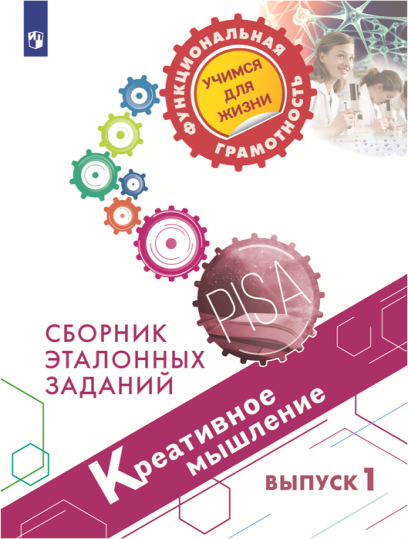 ФУНКЦИОНАЛЬНАЯ
ГРАМОТНОСТЬ
УЧИМСЯ
ДЛЯ
ЖИЗНИ
PISA
СБОРНИК
ЭТАЛОННЫХ
ЗАДАНИЙ
Креативное
мышление
ВЫПУСК 1